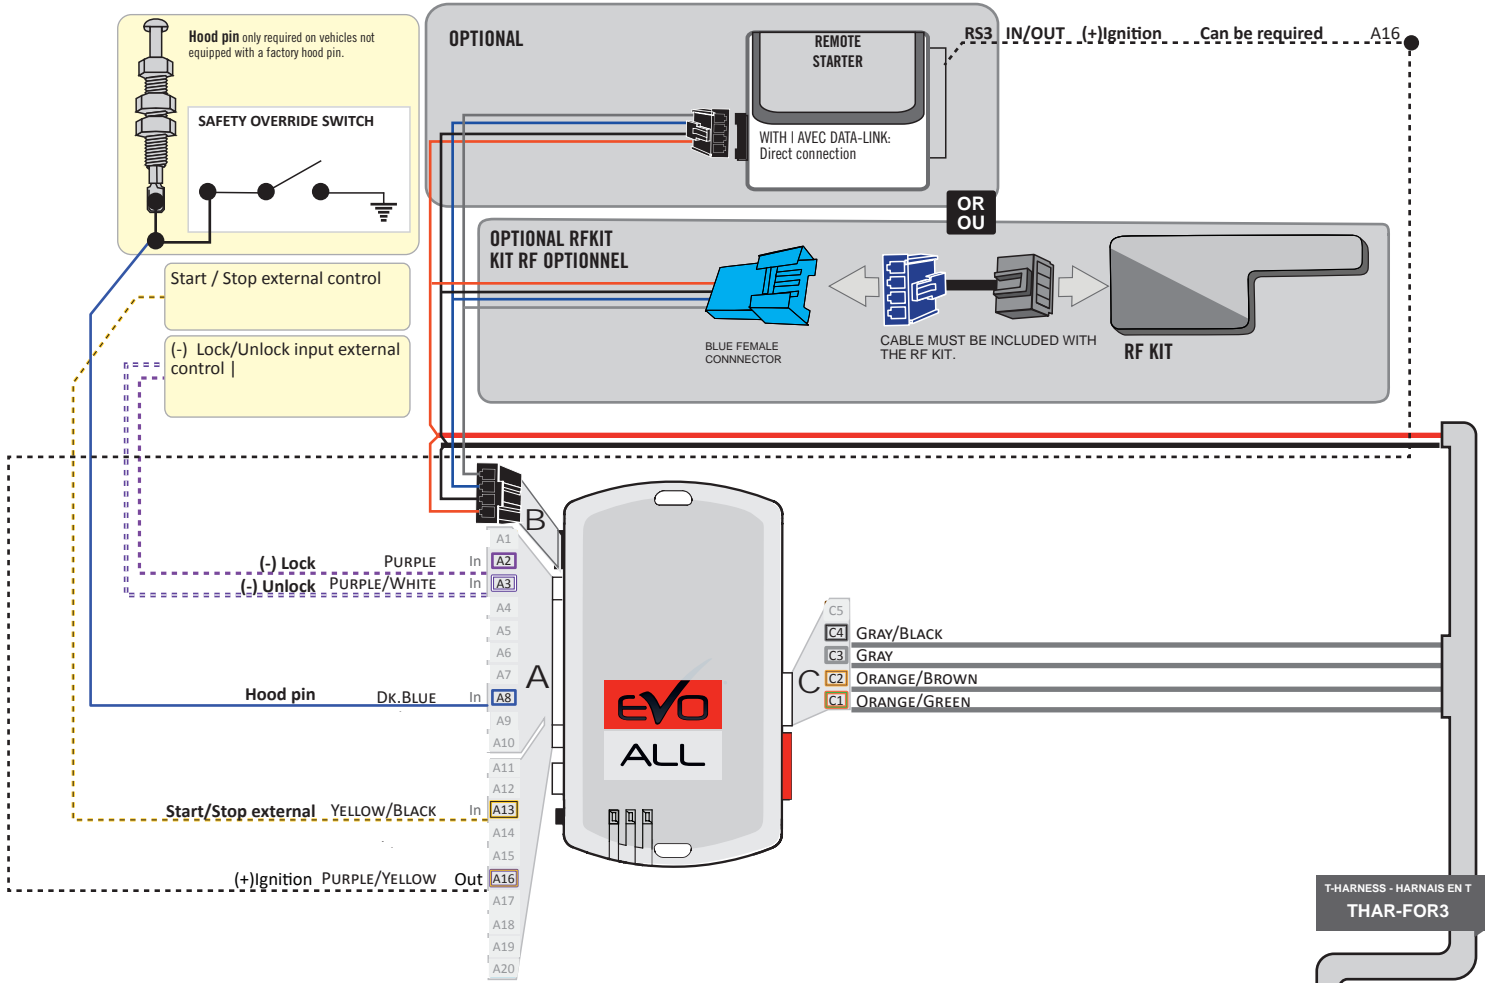 Hood pin only required on vehicles not
equipped with a factory hood pin.
SAFETY OVERRIDE SWITCH
OPTIONAL
REMOTE
STARTER
WITH | AVEC DATA-LINK:
Direct connection
RS3 IN/OUT (+)Ignition Can be required A16
OR
OU
OPTIONAL RFKIT
KIT RF OPTIONNEL
BLUE FEMALE
CONNNECTOR
CABLE MUST BE INCLUDED WITH
THE RF KIT.
RF KIT
Start / Stop external control
(-) Lock/Unlock input external
control |
B
A1
(-) Lock PURPLE In A2
(-) Unlock PURPLE/WHITE In A3
A4
A5
A6
A7
A
Hood pin DK.BLUE In A8
A9
A10
A11
A12
Start/Stop external YELLOW/BLACK In A13
A14
A15
(+)Ignition PURPLE/YELLOW Out A16
A17
A18
A19
A20
EVO
ALL
C
C5
C4 GRAY/BLACK
C3 GRAY
C2 ORANGE/BROWN
C1 ORANGE/GREEN
T-HARNESS - HARNAIS EN T
THAR-FOR3